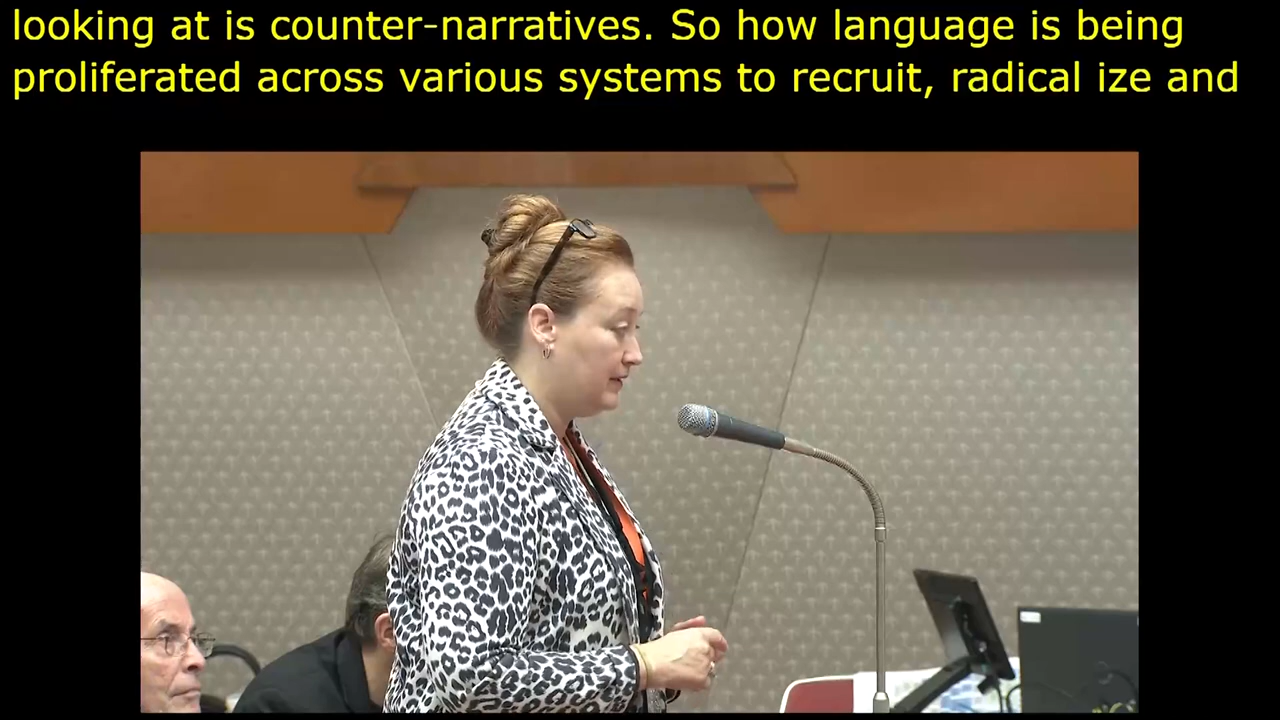 looking at is counter-narratives. So how language is being
proliferated across various systems to recruit, radical ize and